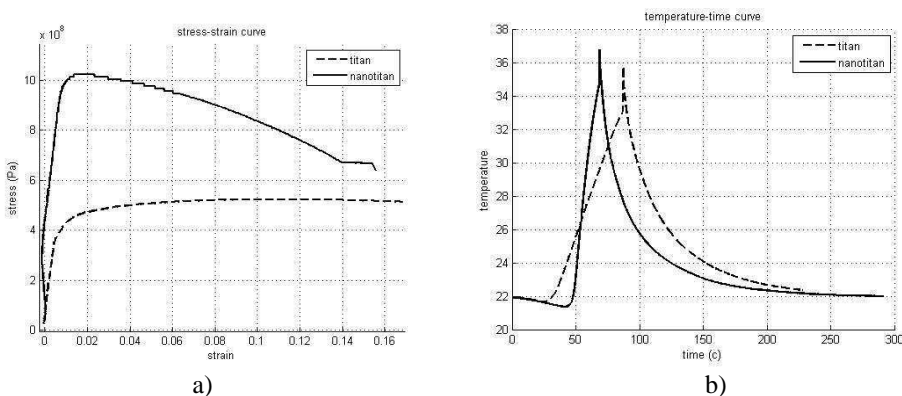 stress-strain curve
x 10^8
titan
nanotitan
10
8
6
4
2
0
0 0.02 0.04 0.06 0.08 0.1 0.12 0.14 0.16
stress (Pa)
strain
a)
temperature-time curve
titan
nanotitan
38
36
34
32
30
28
26
24
22
20
0 50 100 150 200 250 300
temperature
time (c)
b)